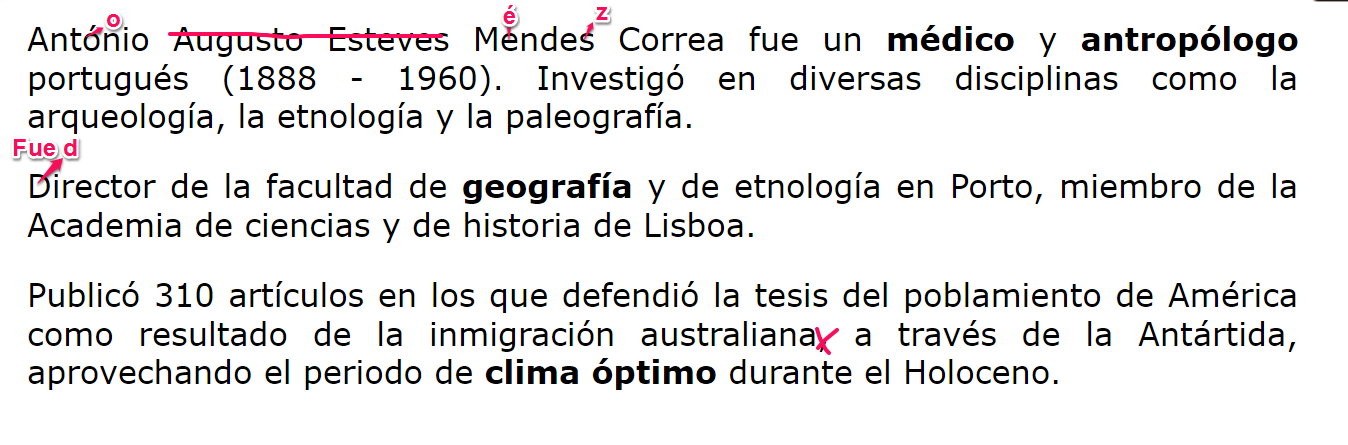 o é z
António Augusto Esteves Mendes Correa fue un médico y antropólogo
portugués (1888 - 1960). Investigó en diversas disciplinas como la
arqueología, la etnología y la paleografía.
Fue d
Director de la facultad de geografía y de etnología en Porto, miembro de la
Academia de ciencias y de historia de Lisboa.
Publicó 310 artículos en los que defendió la tesis del poblamiento de América
como resultado de la inmigración australiana, a través de la Antártida,
aprovechando el periodo de clima óptimo durante el Holoceno.